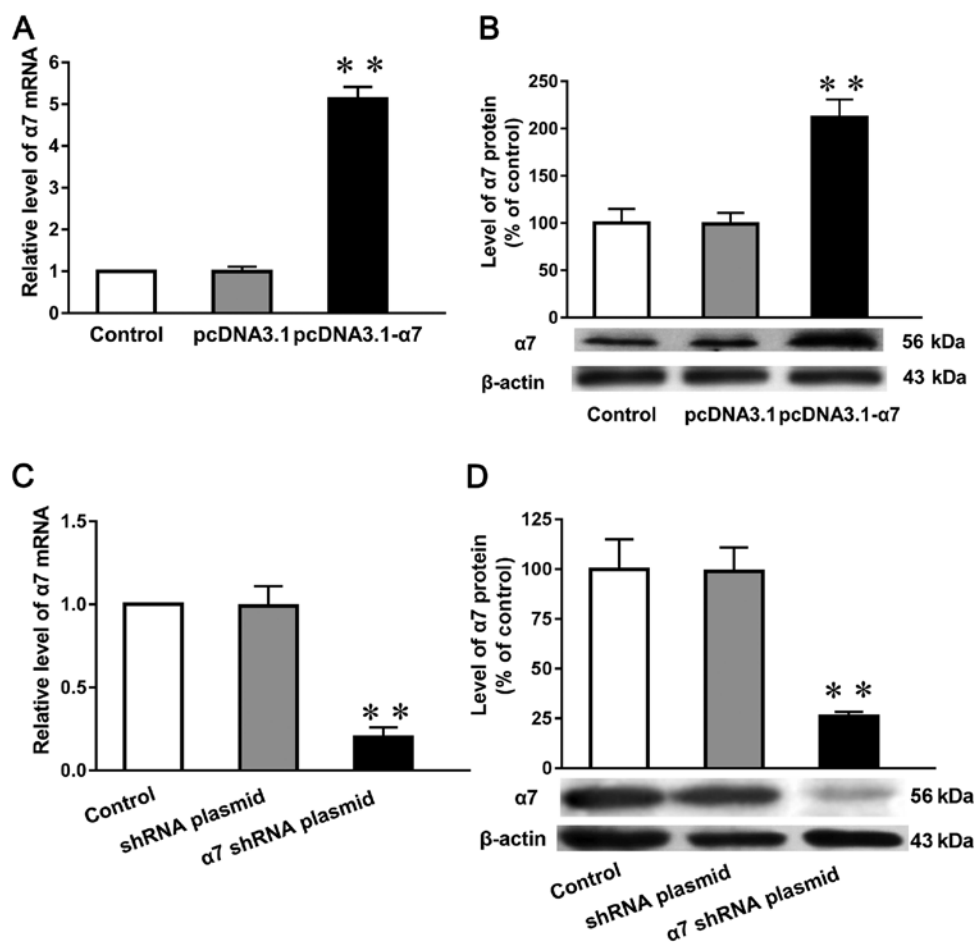 A
Relative level of α7 mRNA
6
5
4
3
2
1
0
* *
Control pcDNA3.1 pcDNA3.1-α7
B
Level of α7 protein
(% of control)
250
200
150
100
50
0
* *
α7 56 kDa
β-actin 43 kDa
Control pcDNA3.1 pcDNA3.1-α7
C
Relative level of α7 mRNA
1.5
1.0
0.5
0.0
* *
Control
shRNA plasmid
α7 shRNA plasmid
D
Level of α7 protein
(% of control)
125
100
75
50
25
0
* *
α7 56 kDa
β-actin 43 kDa
Control
shRNA plasmid
α7 shRNA plasmid